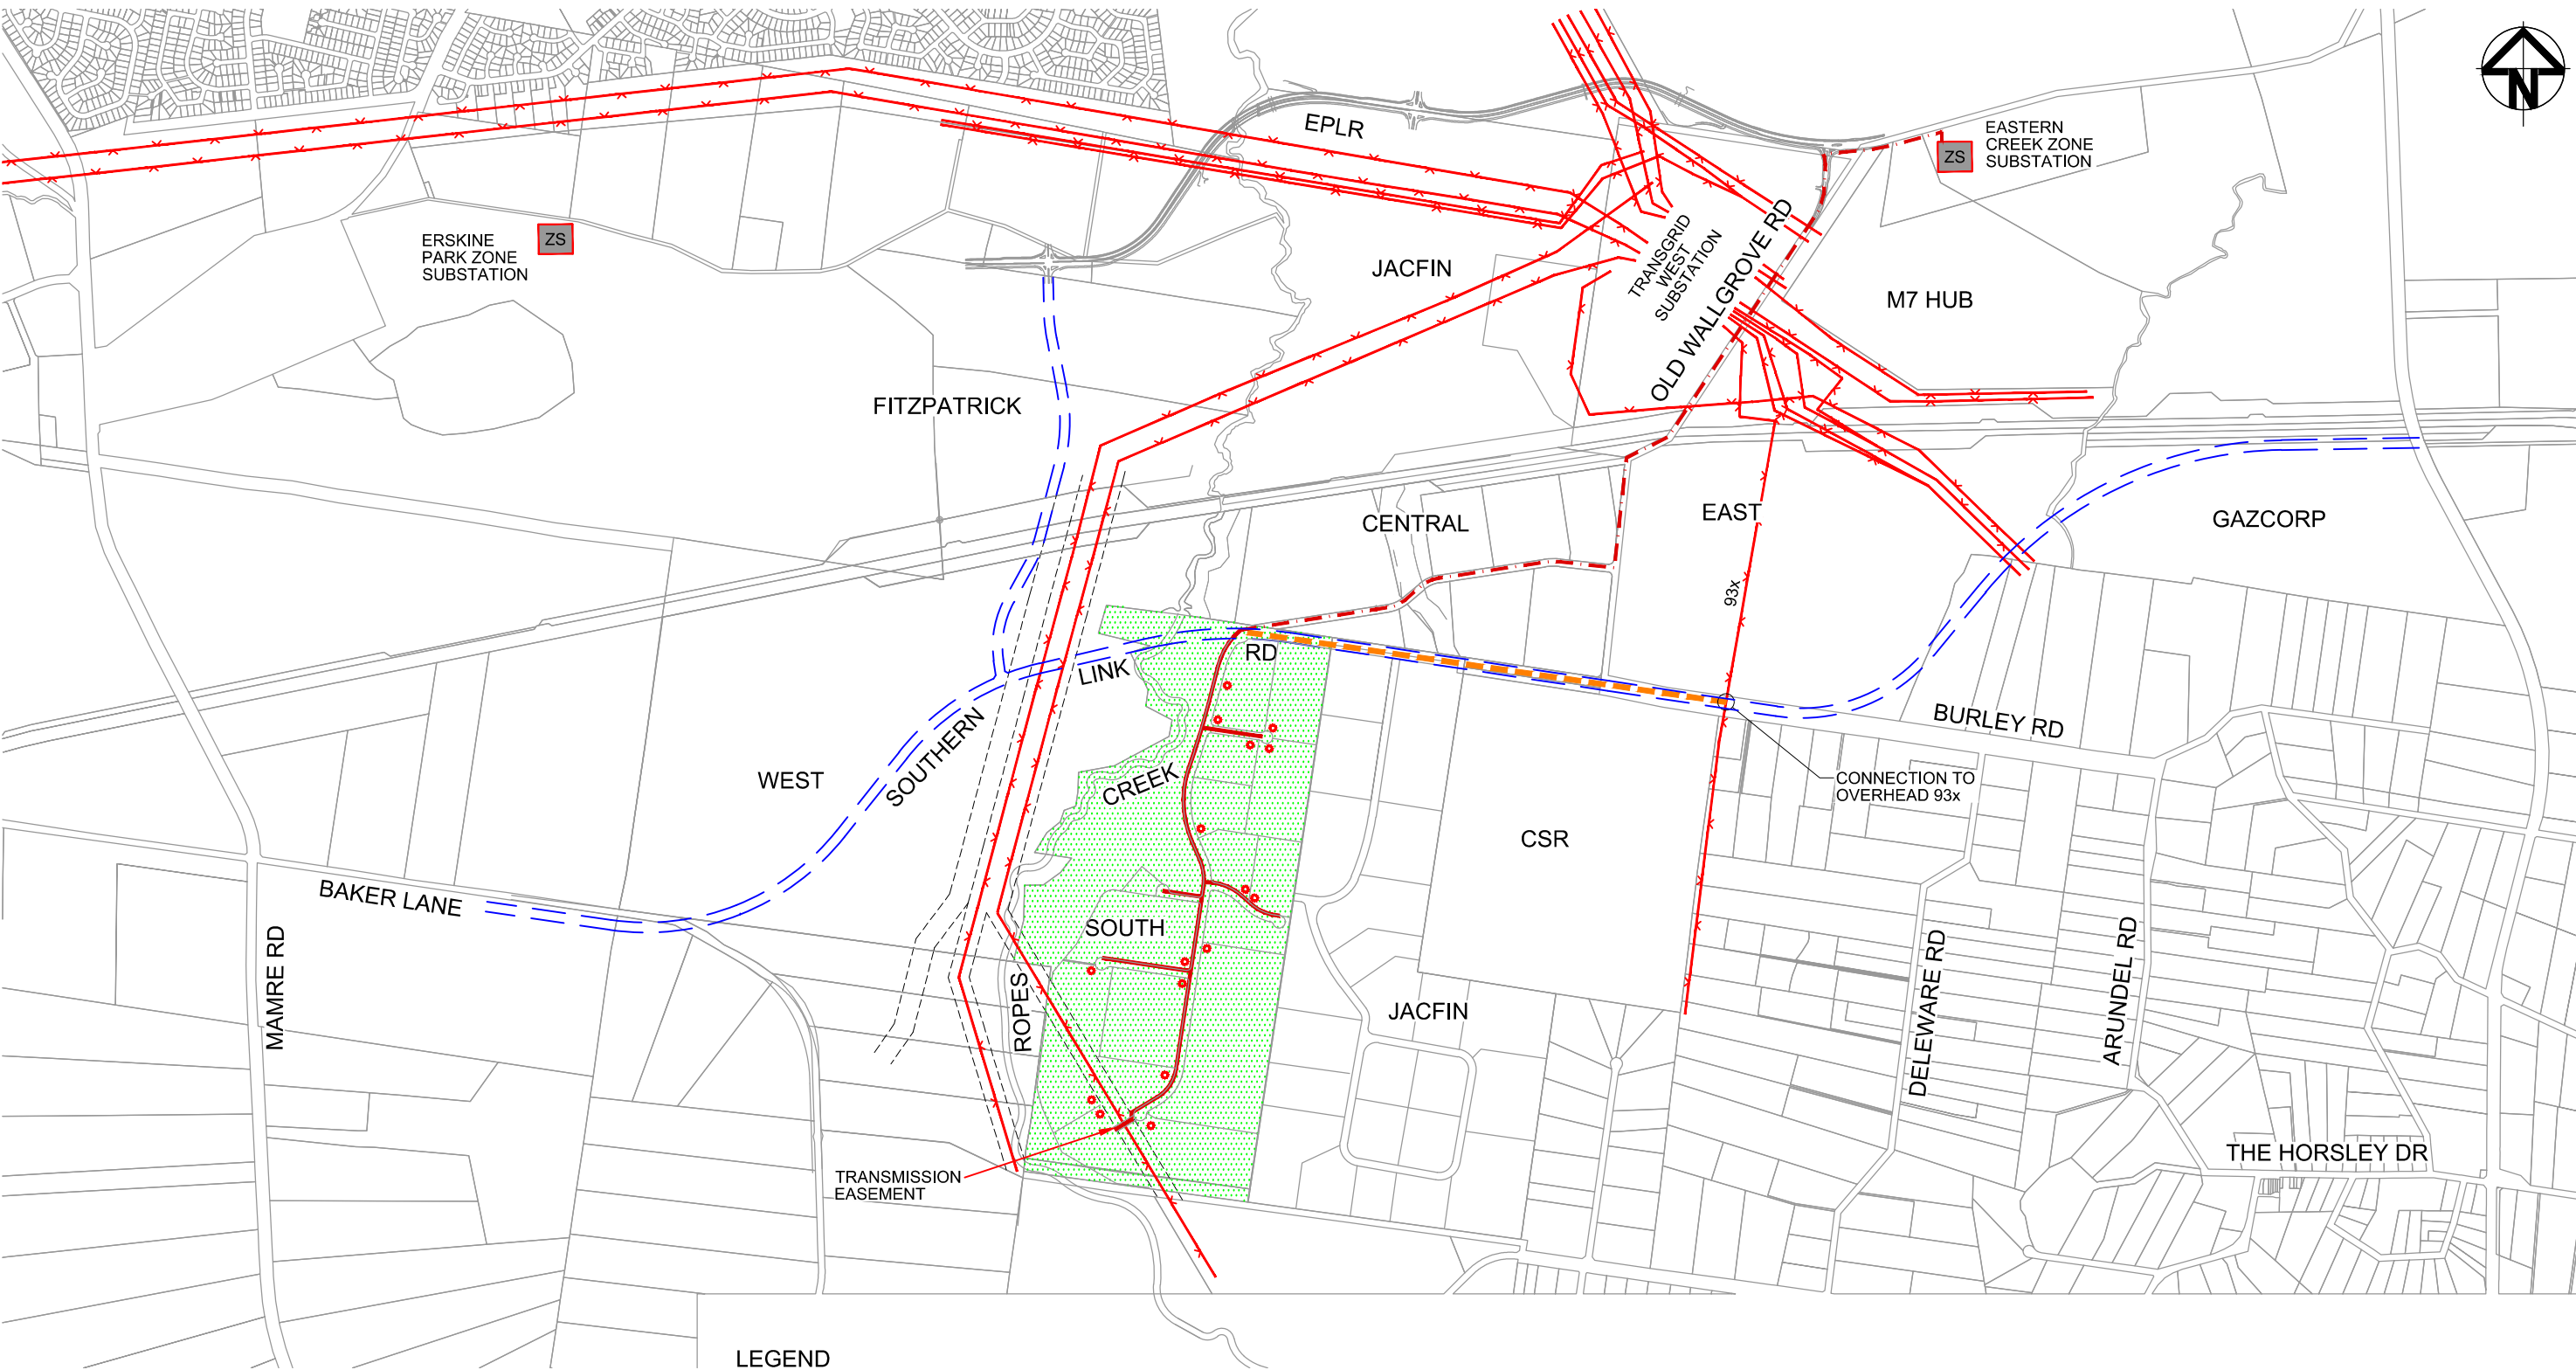 N
EPLR
EASTERN
CREEK ZONE
SUBSTATION
ZS
ERSKINE
PARK ZONE
SUBSTATION
ZS
JACFIN
TRANSGRID
WEST
SUBSTATION
OLD WALLGROVE RD
M7 HUB
FITZPATRICK
CENTRAL
EAST
GAZCORP
93x
LINK
RD
SOUTHERN
WEST
CREEK
BURLEY RD
CONNECTION TO
OVERHEAD 93x
CSR
BAKER LANE
MAMRE RD
SOUTH
ROPES
JACFIN
DELEWARE RD
ARUNDEL RD
THE HORSLEY DR
TRANSMISSION
EASEMENT
LEGEND